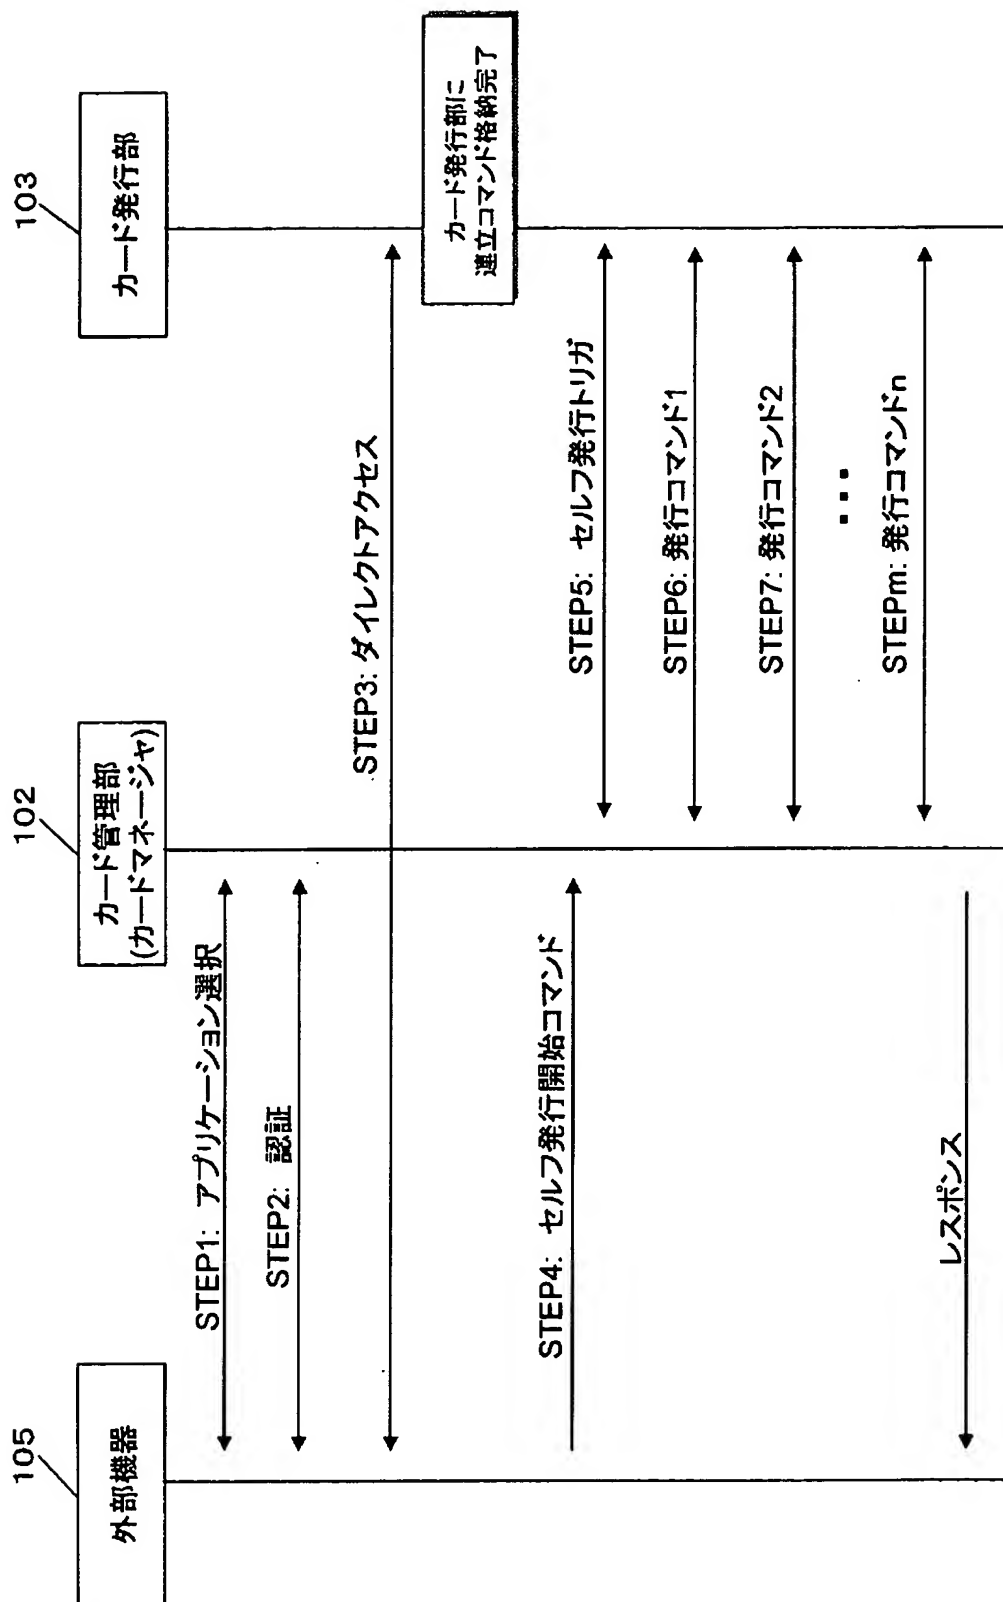 105
外部機器
102
カード管理部
(カードマネージャ)
103
カード発行部
STEP1: アプリケーション選択
STEP2: 認証
STEP3: ダイレクトアクセス
カード発行部に
連立コマンド格納完了
STEP4: セルフ発行開始コマンド
STEP5: セルフ発行トリガ
STEP6: 発行コマンド1
STEP7: 発行コマンド2
...
STEPm: 発行コマンドn
レスポンス